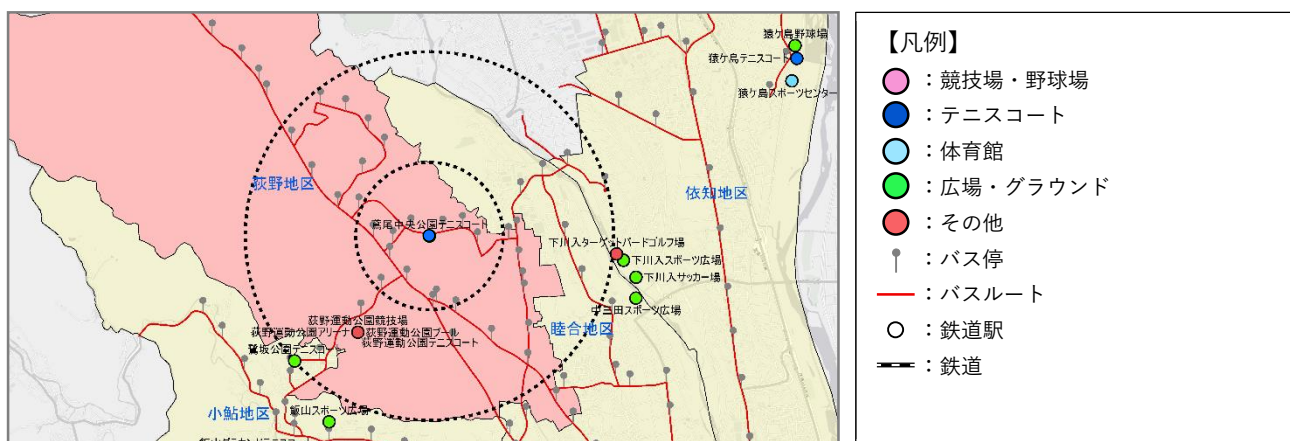 猿ケ島野球場
猿ケ島テニスコート
猿ケ島スポーツセンター
荻野地区
依知地区
鳶尾中央公園テニスコート
下川入ターゲットバードゴルフ場
下川入スポーツ広場
下川入サッカー場
中三田スポーツ広場
睦合地区
荻野運動公園競技場
荻野運動公園アリーナ
荻野運動公園プール
荻野運動公園テニスコート
鷺坂公園テニスコート
小鮎地区
飯山スポーツ広場
【凡例】
：競技場・野球場
：テニスコート
：体育館
：広場・グラウンド
：その他
：バス停
：バスルート
：鉄道駅
：鉄道